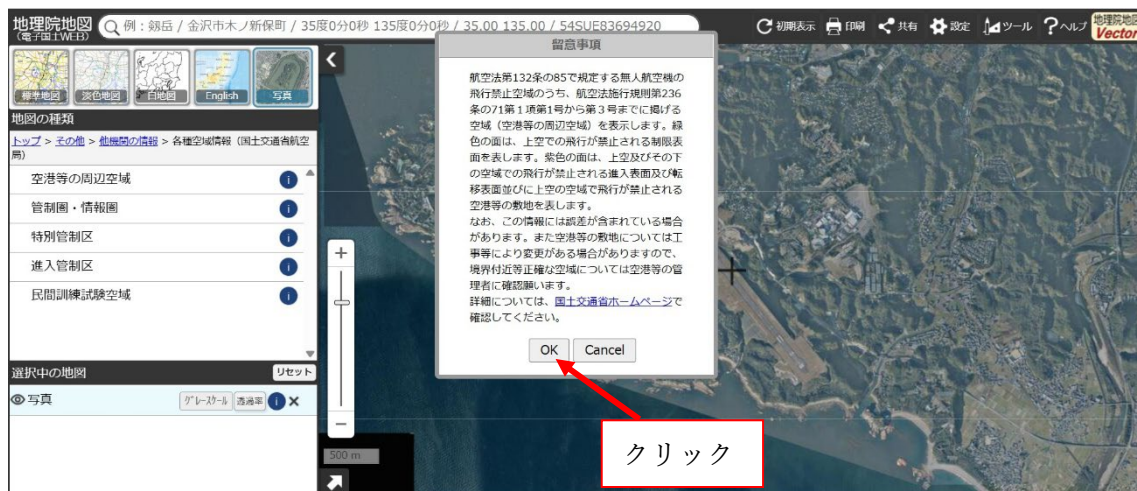 地理院地図
(電子国土WEB)
例：剱岳 / 金沢市木ノ新保町 / 35度0分0秒 135度0分0秒 / 35.00 135.00 / 54SUE83694920
初期表示
印刷
共有
設定
ツール
ヘルプ
地理院地図
Vector
標準地図
淡色地図
白地図
English
写真
地図の種類
トップ > その他 > 他機関の情報 > 各種空域情報（国土交通省航空
局）
空港等の周辺空域
管制圏・情報圏
特別管制区
進入管制区
民間訓練試験空域
選択中の地図
リセット
写真
グレースケール
透過率
500 m
留意事項
航空法第132条の85で規定する無人航空機の
飛行禁止空域のうち、航空法施行規則第236
条の71第１項第1号から第３号までに掲げる
空域（空港等の周辺空域）を表示します。緑
色の面は、上空での飛行が禁止される制限表
面を表します。紫色の面は、上空及びその下
の空域での飛行が禁止される進入表面及び転
移表面並びに上空の空域で飛行が禁止される
空港等の敷地を表します。
なお、この情報には誤差が含まれている場合
があります。また空港等の敷地については工
事等により変更がある場合がありますので、
境界付近等正確な空域については空港等の管
理者に確認願います。
詳細については、国土交通省ホームページで
確認してください。
OK
Cancel
クリック